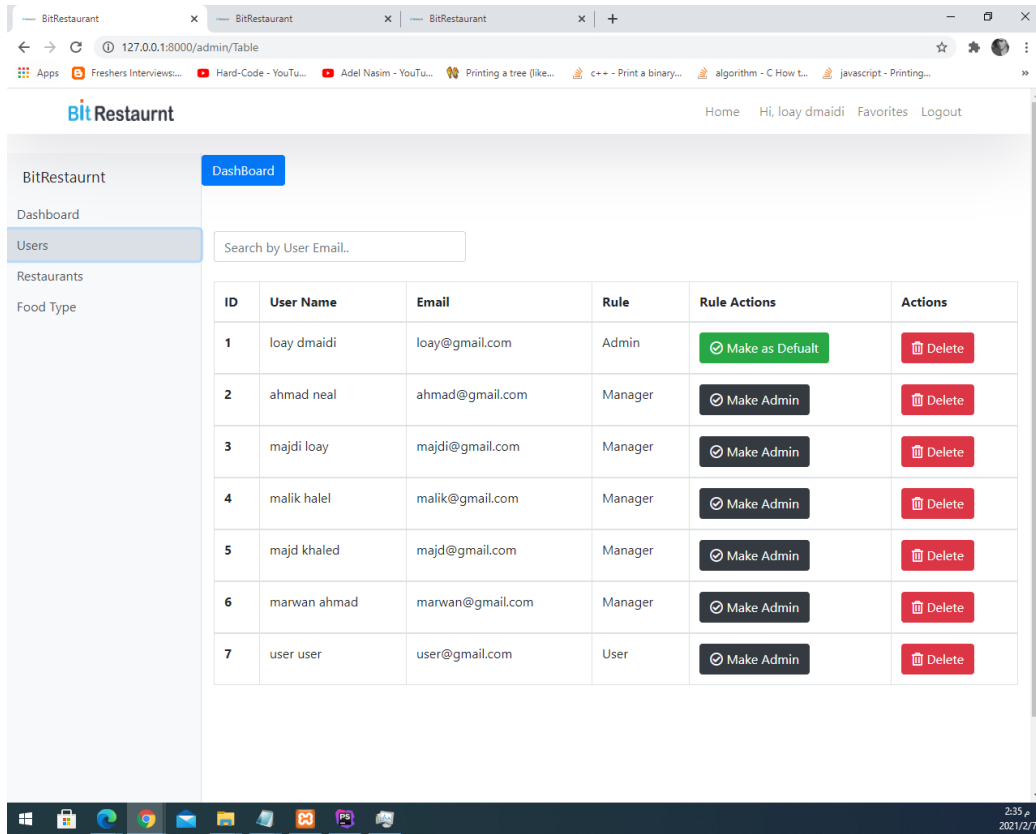 BitRestaurant BitRestaurant BitRestaurant
127.0.0.1:8000/admin/Table
Apps Freshers Interviews:... Hard-Code - YouTu... Adel Nasim - YouTu... Printing a tree (like... c++ - Print a binary... algorithm - C How t... javascript - Printing... »
Bit Restaurnt Home Hi, loay dmaidi Favorites Logout
BitRestaurnt
Dashboard
Users
Restaurants
Food Type
DashBoard
Search by User Email..
ID User Name Email Rule Rule Actions Actions
1 loay dmaidi loay@gmail.com Admin Make as Defualt Delete
2 ahmad neal ahmad@gmail.com Manager Make Admin Delete
3 majdi loay majdi@gmail.com Manager Make Admin Delete
4 malik halel malik@gmail.com Manager Make Admin Delete
5 majd khaled majd@gmail.com Manager Make Admin Delete
6 marwan ahmad marwan@gmail.com Manager Make Admin Delete
7 user user user@gmail.com User Make Admin Delete
PS
2:35 م
2021/2/7